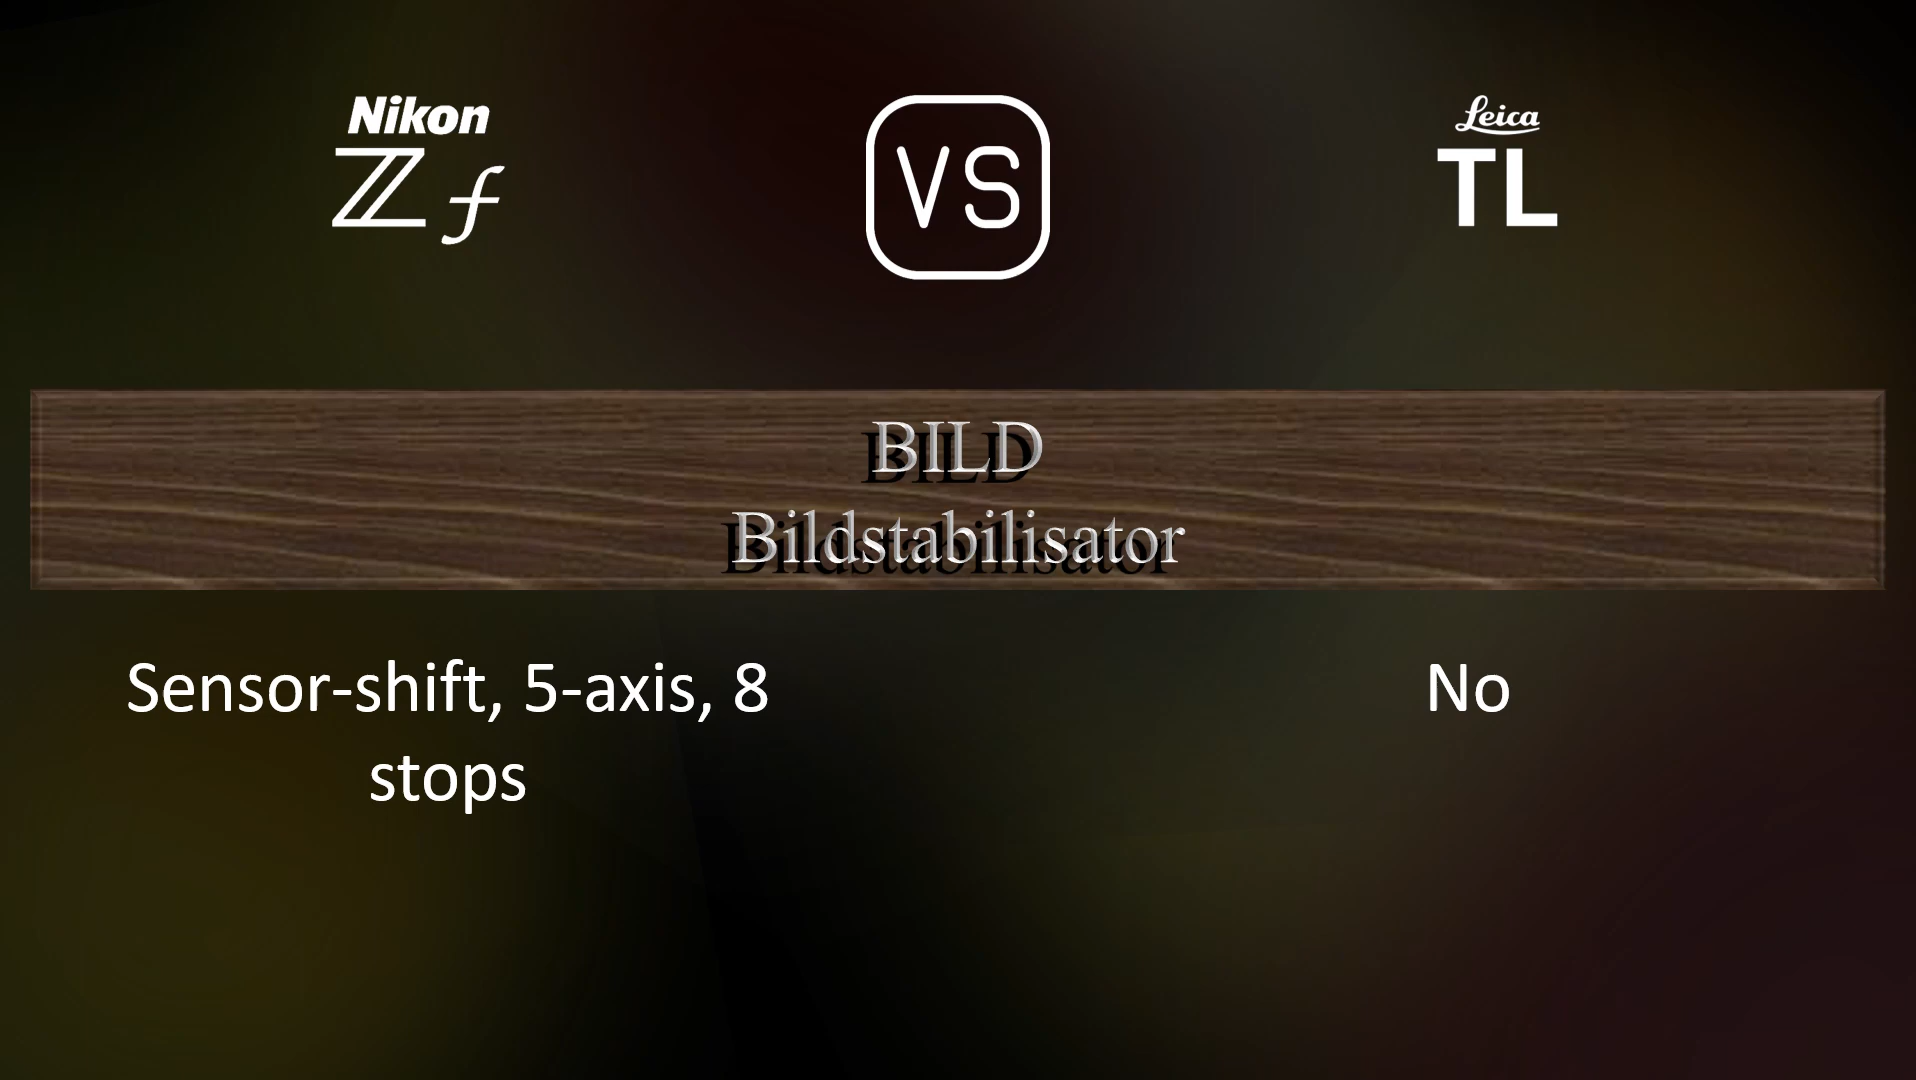 Nikon
Z f
VS
Leica
TL
BILD
Bildstabilisator
Sensor-shift, 5-axis, 8
stops
No